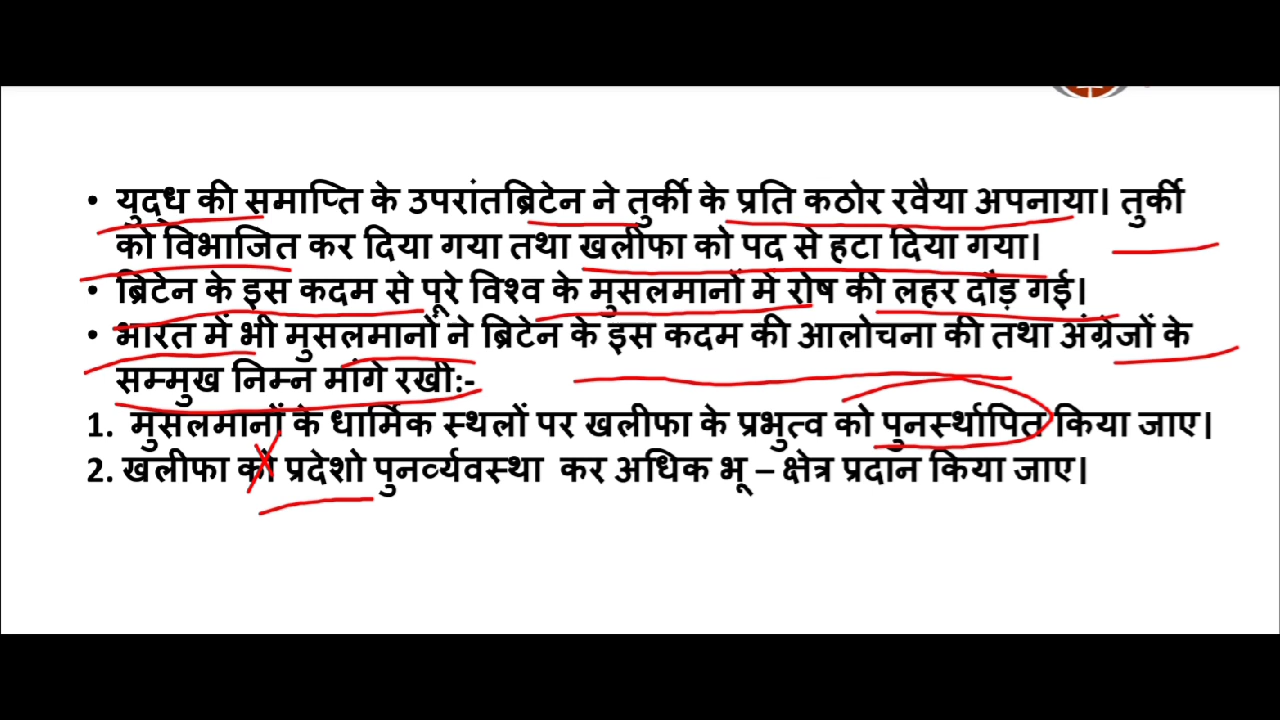 • युद्ध की समाप्ति के उपरांतब्रिटेन ने तुर्की के प्रति कठोर रवैया अपनाया। तुर्की
को विभाजित कर दिया गया तथा खलीफा को पद से हटा दिया गया।
• ब्रिटेन के इस कदम से पूरे विश्व के मुसलमानों मे रोष की लहर दौड़ गई।
• भारत में भी मुसलमानों ने ब्रिटेन के इस कदम की आलोचना की तथा अंग्रेजों के
सम्मुख निम्न मांगे रखी:-
1. मुसलमानों के धार्मिक स्थलों पर खलीफा के प्रभुत्व को पुनर्स्थापित किया जाए।
2. खलीफा को प्रदेशो पुनर्व्यवस्था कर अधिक भू – क्षेत्र प्रदान किया जाए।